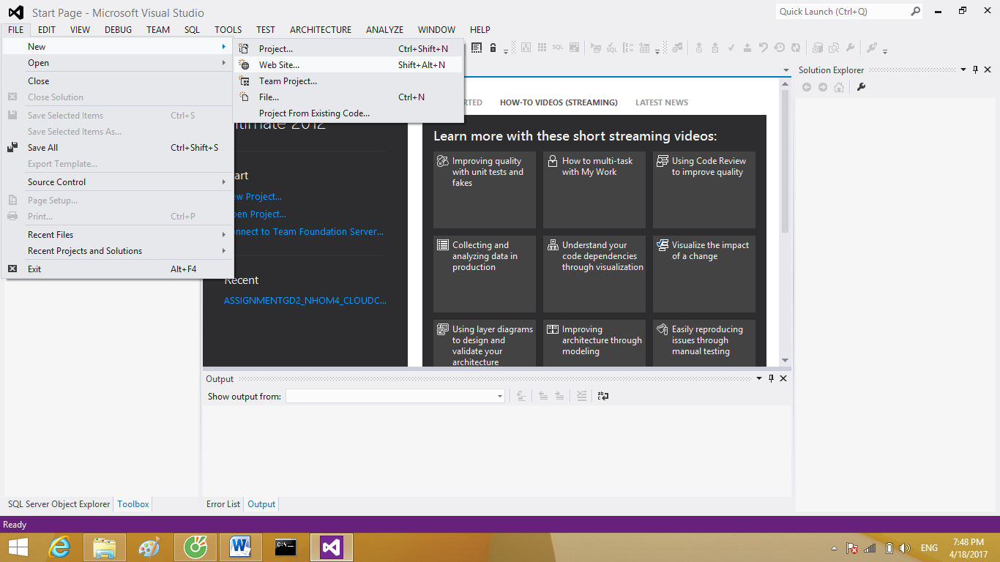 Start Page - Microsoft Visual Studio
Quick Launch (Ctrl+Q)
FILE EDIT VIEW DEBUG TEAM SQL TOOLS TEST ARCHITECTURE ANALYZE WINDOW HELP
New
Open
Close
Close Solution
Save Selected Items Ctrl+S
Save Selected Items As...
Save All Ctrl+Shift+S
Export Template...
Source Control
Page Setup...
Print... Ctrl+P
Recent Files
Recent Projects and Solutions
Exit Alt+F4
Project... Ctrl+Shift+N
Web Site... Shift+Alt+N
Team Project...
File... Ctrl+N
Project From Existing Code...
2012
Project...
Project...
to Team Foundation Server...
Recent
ASSIGNMENTGD2_NHOM4_CLOUDC...
HOW-TO VIDEOS (STREAMING) LATEST NEWS
Learn more with these short streaming videos:
Improving quality
with unit tests and
fakes
How to multi-task
with My Work
Using Code Review
to improve quality
Collecting and
analyzing data in
production
Understand your
code dependencies
through visualization
Visualize the impact
of a change
Using layer diagrams
to design and
validate your
architecture
Improving
architecture through
modeling
Easily reproducing
issues through
manual testing
Solution Explorer
Output
Show output from:
SQL Server Object Explorer Toolbox
Error List Output
Ready
ENG
7:48 PM
4/18/2017